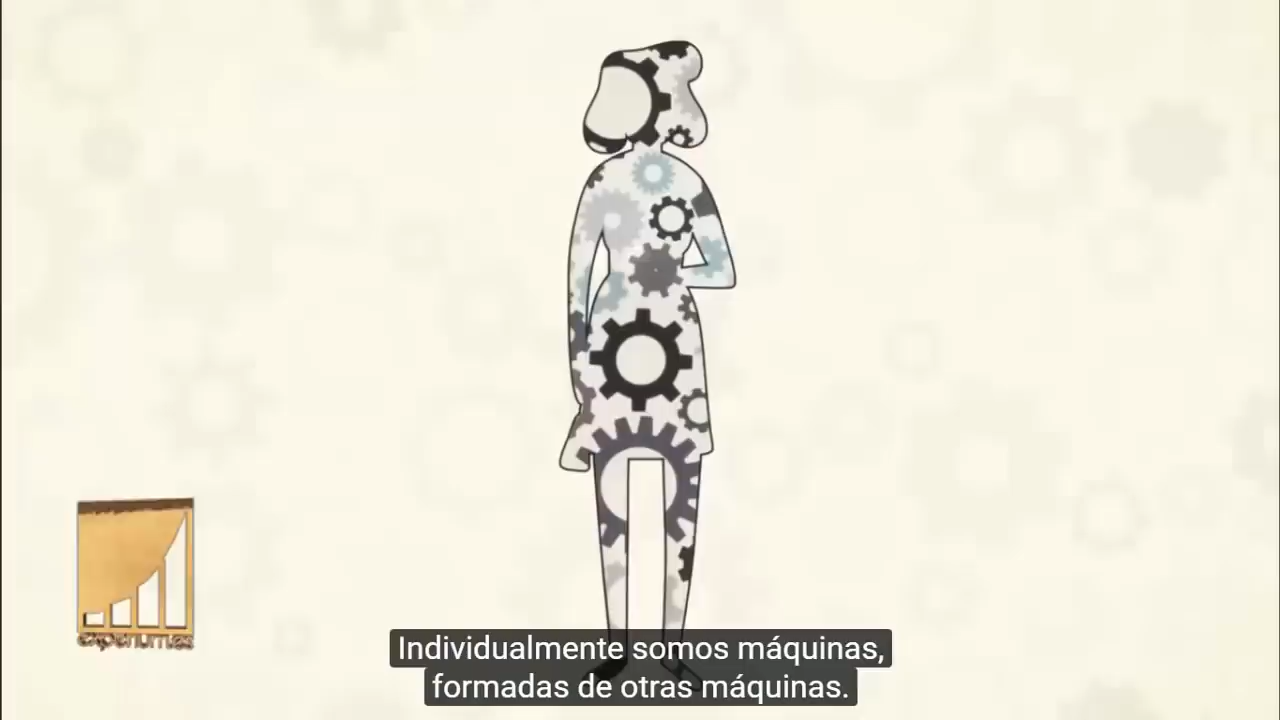 Individualmente somos máquinas,
formadas de otras máquinas.